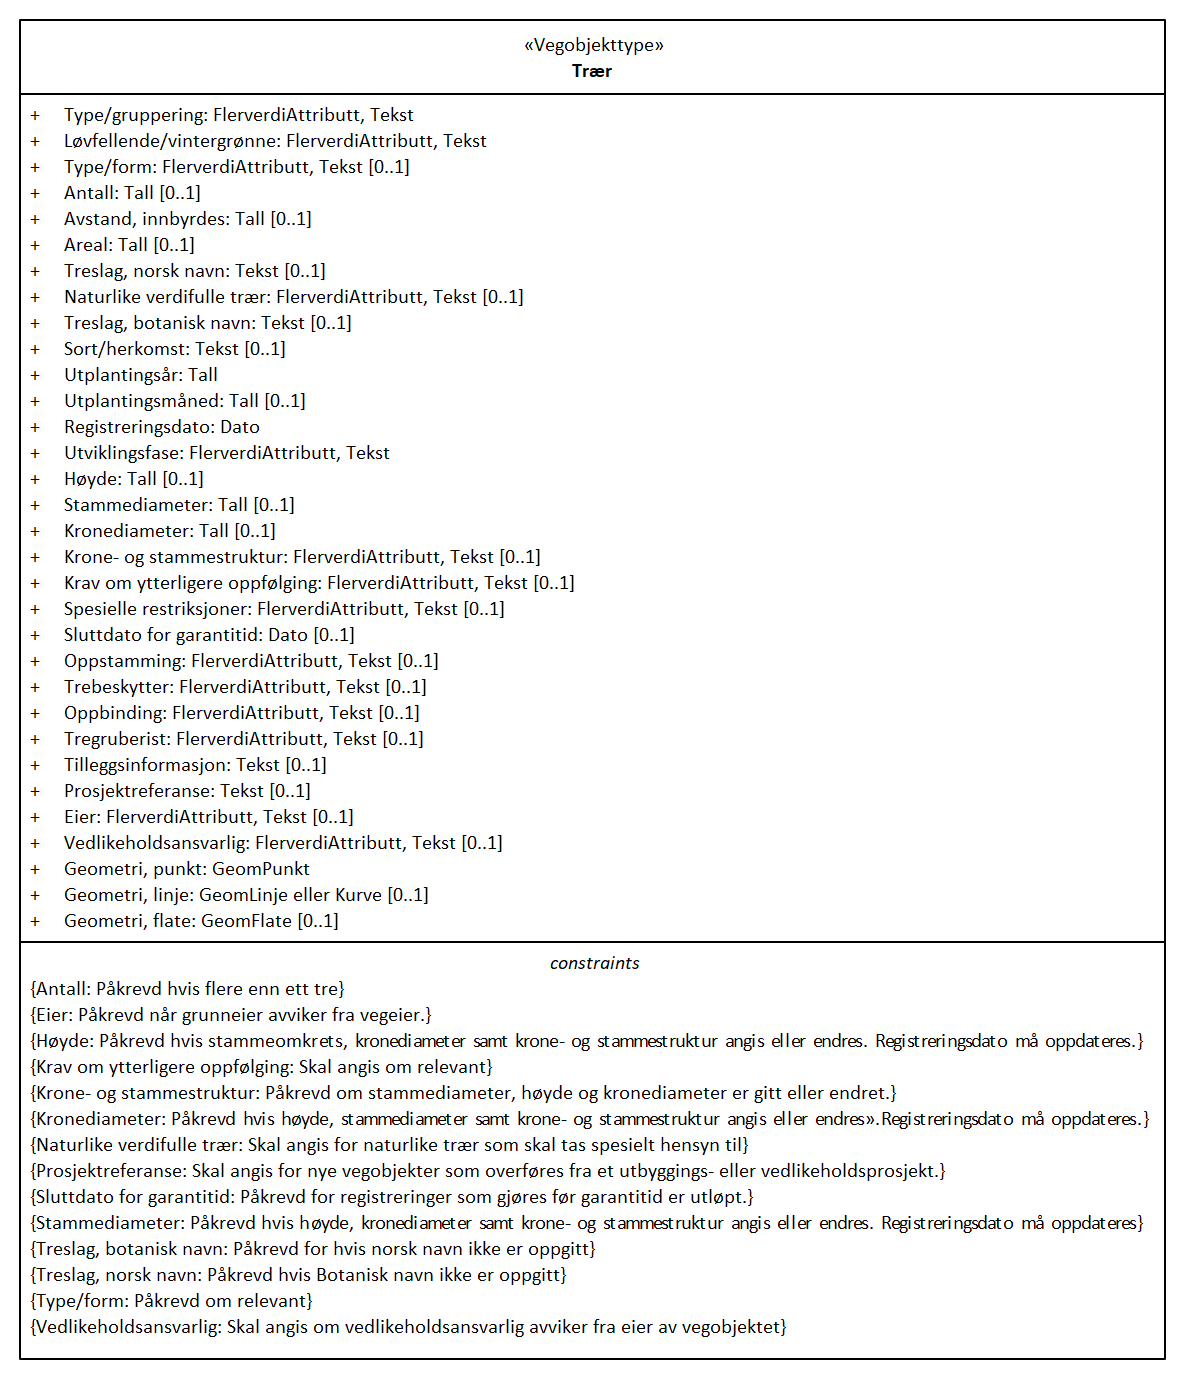 «Vegobjekttype»
Trær
+ Type/gruppering: FlerverdiAttributt, Tekst
+ Løvfellende/vintergrønne: FlerverdiAttributt, Tekst
+ Type/form: FlerverdiAttributt, Tekst [0..1]
+ Antall: Tall [0..1]
+ Avstand, innbyrdes: Tall [0..1]
+ Areal: Tall [0..1]
+ Treslag, norsk navn: Tekst [0..1]
+ Naturlike verdifulle trær: FlerverdiAttributt, Tekst [0..1]
+ Treslag, botanisk navn: Tekst [0..1]
+ Sort/herkomst: Tekst [0..1]
+ Utplantingsår: Tall
+ Utplantingsmåned: Tall [0..1]
+ Registreringsdato: Dato
+ Utviklingsfase: FlerverdiAttributt, Tekst
+ Høyde: Tall [0..1]
+ Stammediameter: Tall [0..1]
+ Kronediameter: Tall [0..1]
+ Krone- og stammestruktur: FlerverdiAttributt, Tekst [0..1]
+ Krav om ytterligere oppfølging: FlerverdiAttributt, Tekst [0..1]
+ Spesielle restriksjoner: FlerverdiAttributt, Tekst [0..1]
+ Sluttdato for garantitid: Dato [0..1]
+ Oppstamming: FlerverdiAttributt, Tekst [0..1]
+ Trebeskytter: FlerverdiAttributt, Tekst [0..1]
+ Oppbinding: FlerverdiAttributt, Tekst [0..1]
+ Tregruberist: FlerverdiAttributt, Tekst [0..1]
+ Tilleggsinformasjon: Tekst [0..1]
+ Prosjektreferanse: Tekst [0..1]
+ Eier: FlerverdiAttributt, Tekst [0..1]
+ Vedlikeholdsansvarlig: FlerverdiAttributt, Tekst [0..1]
+ Geometri, punkt: GeomPunkt
+ Geometri, linje: GeomLinje eller Kurve [0..1]
+ Geometri, flate: GeomFlate [0..1]
constraints
{Antall: Påkrevd hvis flere enn ett tre}
{Eier: Påkrevd når grunneier avviker fra vegeier.}
{Høyde: Påkrevd hvis stammeomkrets, kronediameter samt krone- og stammestruktur angis eller endres. Registreringsdato må oppdateres.}
{Krav om ytterligere oppfølging: Skal angis om relevant}
{Krone- og stammestruktur: Påkrevd om stammediameter, høyde og kronediameter er gitt eller endret.}
{Kronediameter: Påkrevd hvis høyde, stammediameter samt krone- og stammestruktur angis eller endres».Registreringsdato må oppdateres.}
{Naturlike verdifulle trær: Skal angis for naturlike trær som skal tas spesielt hensyn til}
{Prosjektreferanse: Skal angis for nye vegobjekter som overføres fra et utbyggings- eller vedlikeholdsprosjekt.}
{Sluttdato for garantitid: Påkrevd for registreringer som gjøres før garantitid er utløpt.}
{Stammediameter: Påkrevd hvis høyde, kronediameter samt krone- og stammestruktur angis eller endres. Registreringsdato må oppdateres}
{Treslag, botanisk navn: Påkrevd for hvis norsk navn ikke er oppgitt}
{Treslag, norsk navn: Påkrevd hvis Botanisk navn ikke er oppgitt}
{Type/form: Påkrevd om relevant}
{Vedlikeholdsansvarlig: Skal angis om vedlikeholdsansvarlig avviker fra eier av vegobjektet}